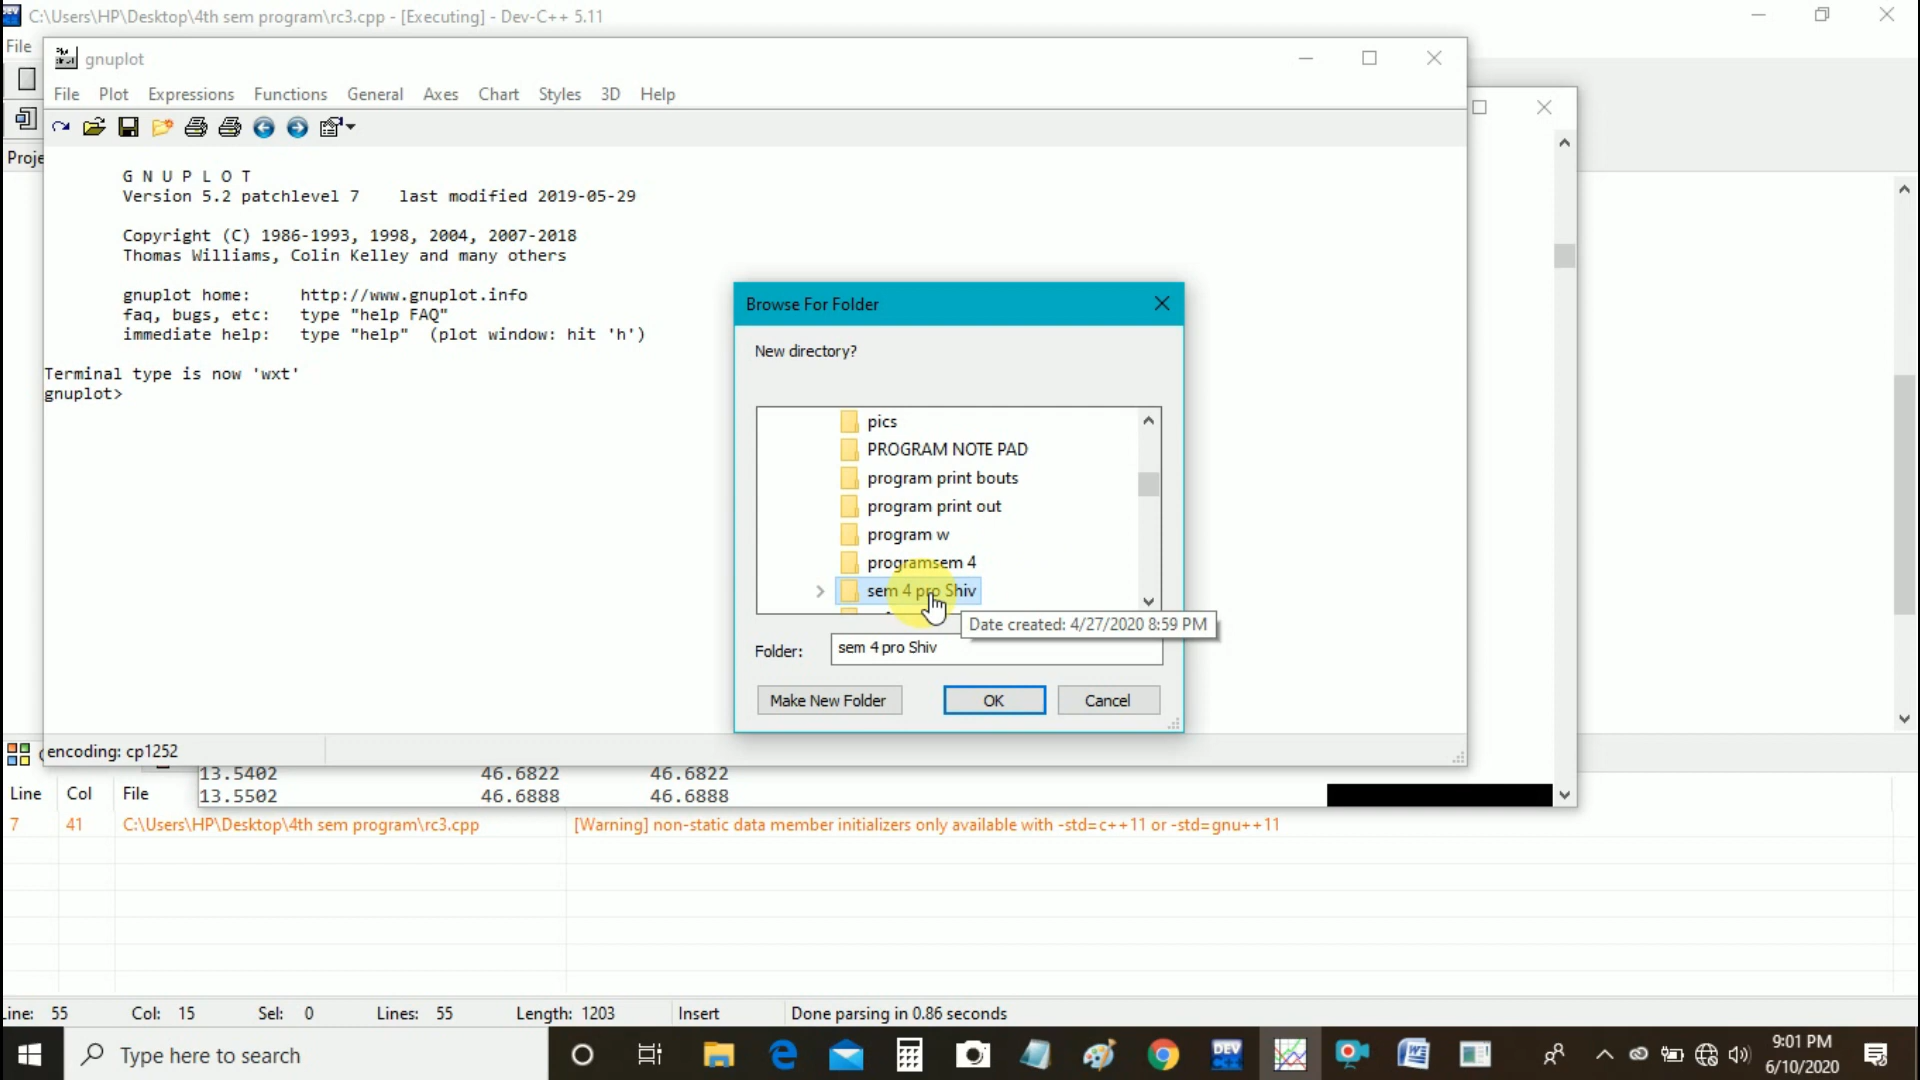 C:\Users\HP\Desktop\4th sem program\rc3.cpp - [Executing] - Dev-C++ 5.11
File
gnuplot
File Plot Expressions Functions General Axes Chart Styles 3D Help
Proje
G N U P L O T
Version 5.2 patchlevel 7 last modified 2019-05-29
Copyright (C) 1986-1993, 1998, 2004, 2007-2018
Thomas Williams, Colin Kelley and many others
gnuplot home: http://www.gnuplot.info
faq, bugs, etc: type "help FAQ"
immediate help: type "help" (plot window: hit 'h')
Terminal type is now 'wxt'
gnuplot>
Browse For Folder
New directory?
pics
PROGRAM NOTE PAD
program print bouts
program print out
program w
programsem 4
sem 4 pro Shiv
Date created: 4/27/2020 8:59 PM
Folder: sem 4 pro Shiv
Make New Folder OK Cancel
encoding: cp1252
13.5402 46.6822 46.6822
13.5502 46.6888 46.6888
Line Col File
7 41 C:\Users\HP\Desktop\4th sem program\rc3.cpp [Warning] non-static data member initializers only available with -std=c++11 or -std=gnu++11
Line: 55 Col: 15 Sel: 0 Lines: 55 Length: 1203 Insert Done parsing in 0.86 seconds
Type here to search
DEV
9:01 PM
6/10/2020